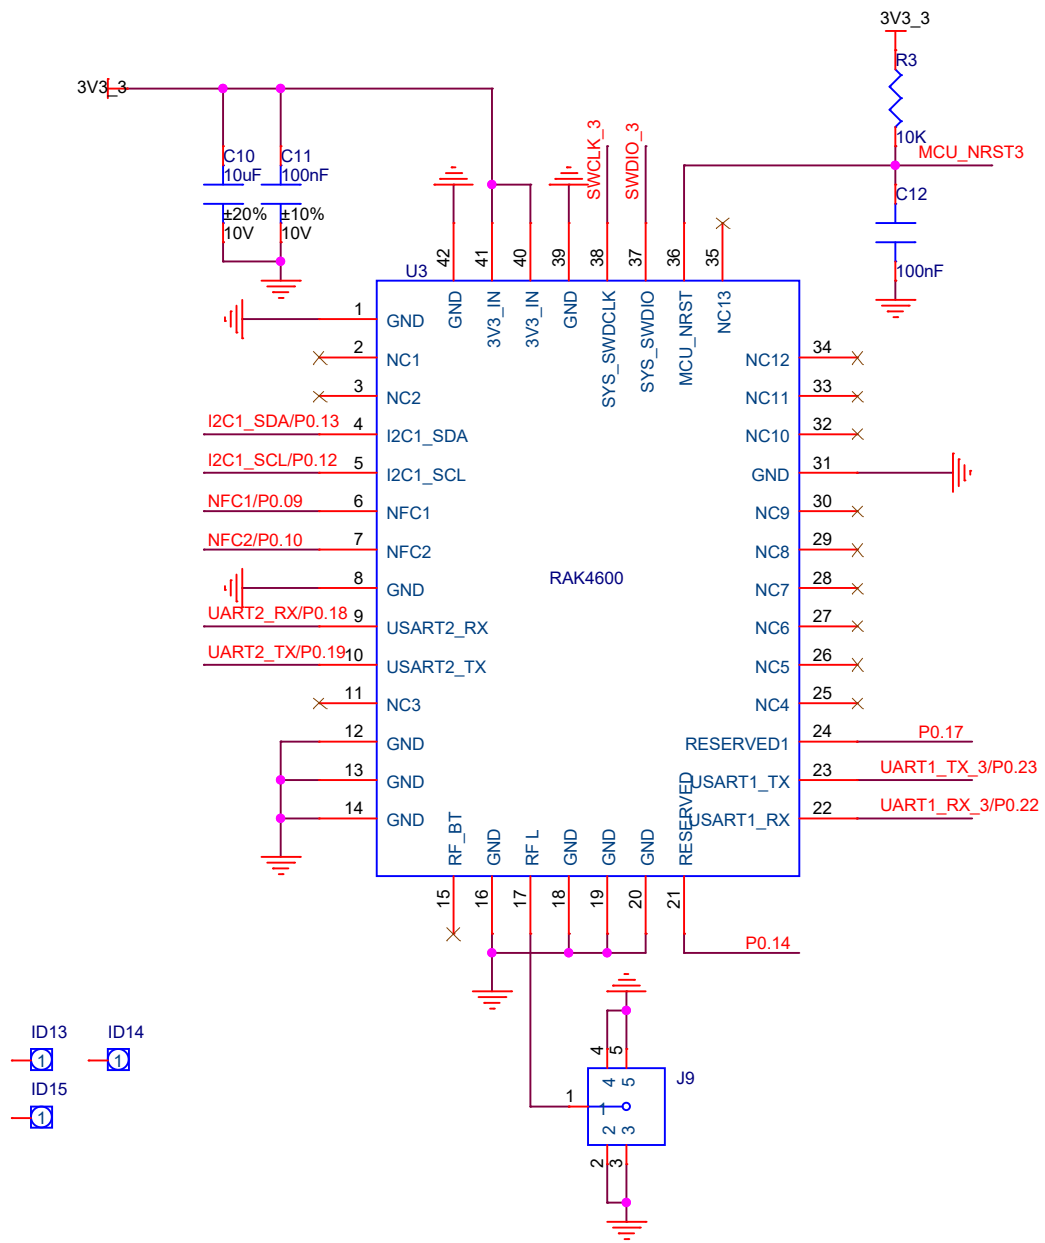 3V3_3
R3
10K
MCU_NRST3
C12
100nF
3V3_3
C10
10uF
±20%
10V
C11
100nF
±10%
10V
SWCLK_3
SWDIO_3
U3
42
41
40
39
38
37
36
35
GND
3V3_IN
3V3_IN
GND
SYS_SWDCLK
SYS_SWDIO
MCU_NRST
NC13
1 GND
2 NC1
3 NC2
I2C1_SDA/P0.13 4 I2C1_SDA
I2C1_SCL/P0.12 5 I2C1_SCL
NFC1/P0.09 6 NFC1
NFC2/P0.10 7 NFC2
8 GND
UART2_RX/P0.18 9 USART2_RX
UART2_TX/P0.19 10 USART2_TX
11 NC3
12 GND
13 GND
14 GND
RAK4600
NC12 34
NC11 33
NC10 32
GND 31
NC9 30
NC8 29
NC7 28
NC6 27
NC5 26
NC4 25
RESERVED1 24 P0.17
USART1_TX 23 UART1_TX_3/P0.23
USART1_RX 22 UART1_RX_3/P0.22
RF_BT
GND
RF L
GND
GND
GND
RESERVED
15
16
17
18
19
20
21
P0.14
ID13
1
ID14
1
ID15
1
J9
4
5
4
5
1
1
2
3
2
3